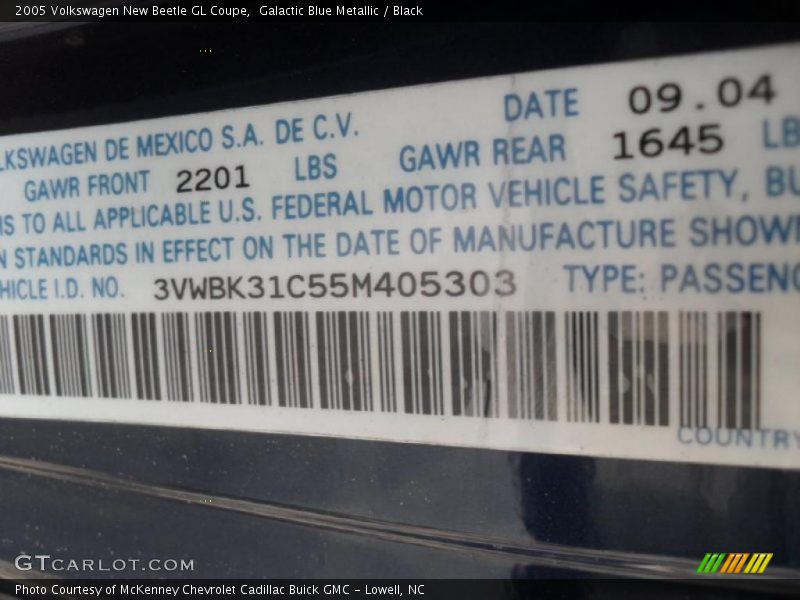 2005 Volkswagen New Beetle GL Coupe,  Galactic Blue Metallic / Black
DATE 09.04
LKSWAGEN DE MEXICO S.A. DE C.V.
GAWR FRONT 2201 LBS GAWR REAR 1645 LB
IS TO ALL APPLICABLE U.S. FEDERAL MOTOR VEHICLE SAFETY, BU
N STANDARDS IN EFFECT ON THE DATE OF MANUFACTURE SHOW
HICLE I.D. NO. 3VWBK31C55M405303 TYPE: PASSENG
COUNTRY
GTCARLOT.COM
Photo Courtesy of McKenney Chevrolet Cadillac Buick GMC - Lowell, NC